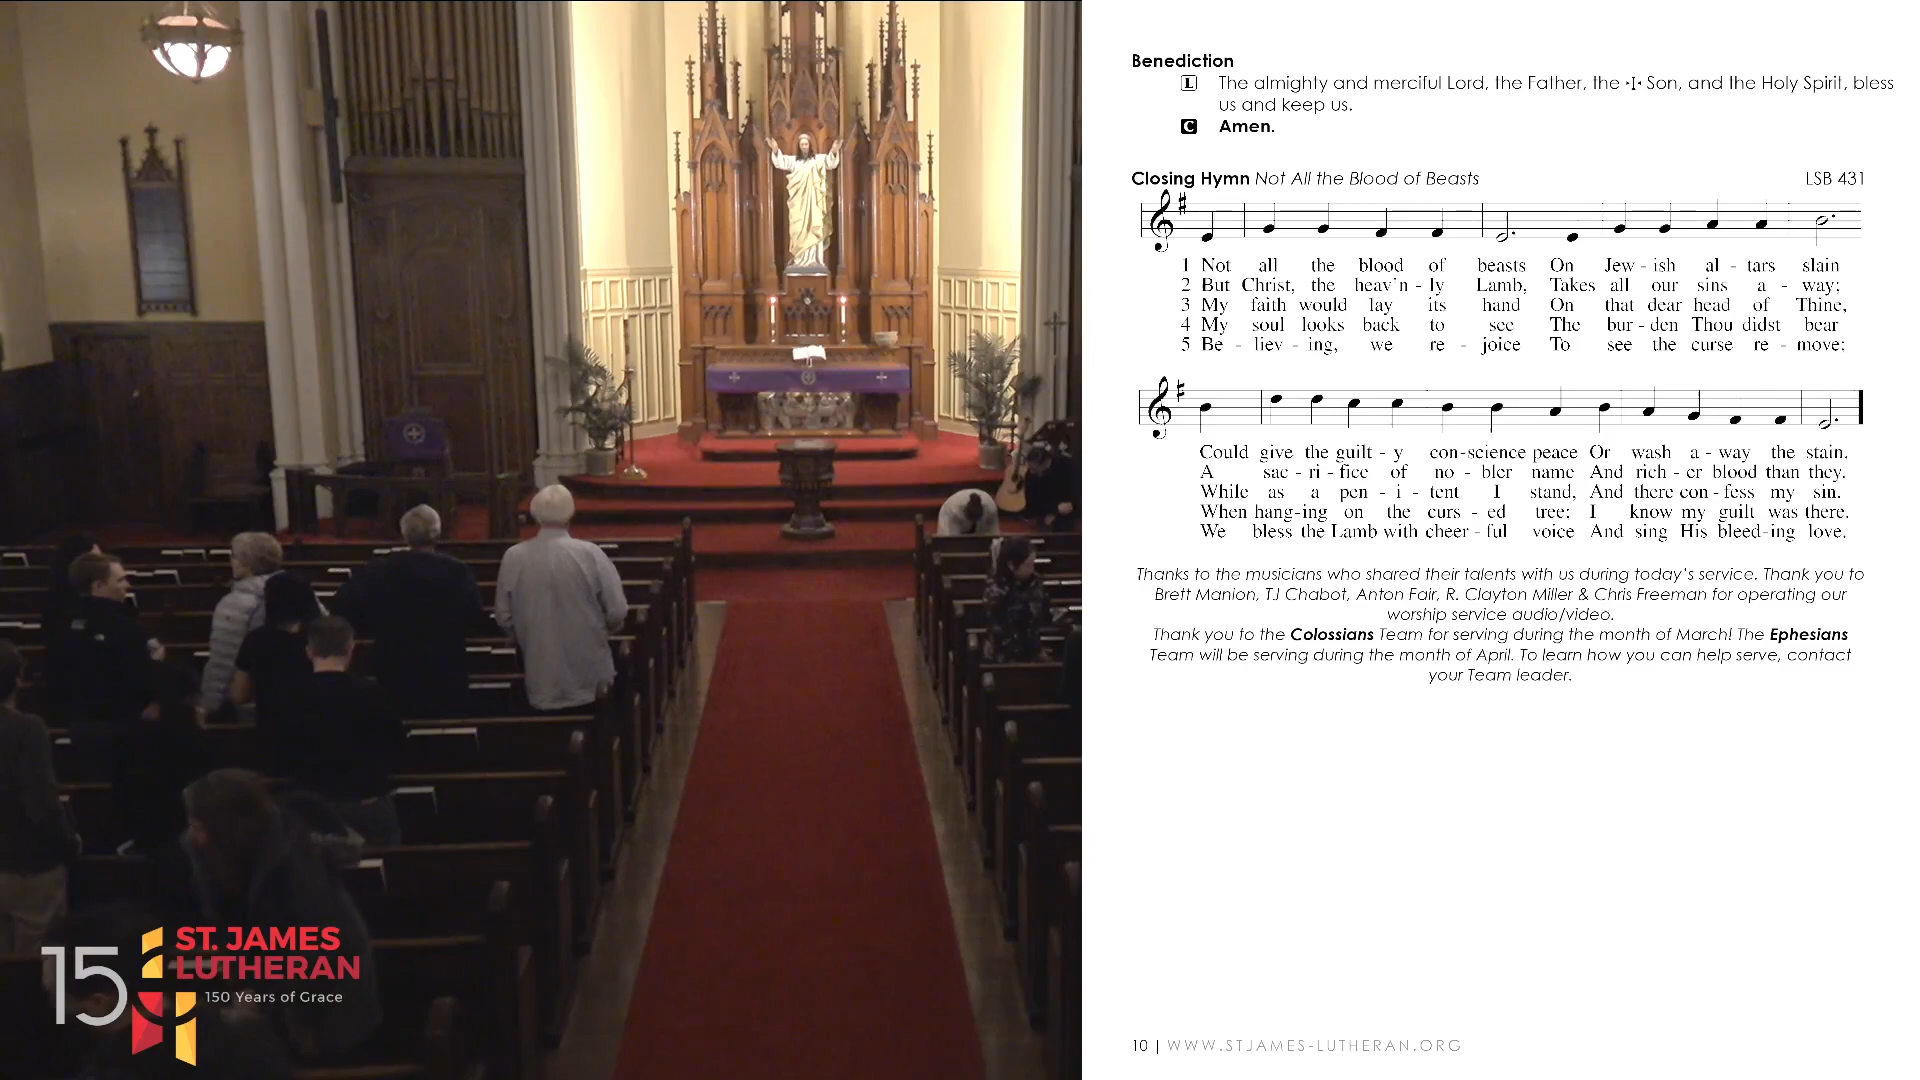 Benediction
L The almighty and merciful Lord, the Father, the Son, and the Holy Spirit, bless
us and keep us.
C Amen.
Closing Hymn Not All the Blood of Beasts LSB 431
1 Not all the blood of beasts On Jew - ish al - tars slain
2 But Christ, the heav'n - ly Lamb, Takes all our sins a - way;
3 My faith would lay its hand On that dear head of Thine,
4 My soul looks back to see The bur - den Thou didst bear
5 Be - liev - ing, we re - joice To see the curse re - move;
Could give the guilt - y con-science peace Or wash a - way the stain.
A sac - ri - fice of no - bler name And rich - er blood than they.
While as a pen - i - tent I stand, And there con - fess my sin.
When hang-ing on the curs - ed tree; I know my guilt was there.
We bless the Lamb with cheer - ful voice And sing His bleed-ing love.
Thanks to the musicians who shared their talents with us during today's service. Thank you to
Brett Manion, TJ Chabot, Anton Fair, R. Clayton Miller & Chris Freeman for operating our
worship service audio/video.
Thank you to the Colossians Team for serving during the month of March! The Ephesians
Team will be serving during the month of April. To learn how you can help serve, contact
your Team leader.
10 | WWW.STJAMES-LUTHERAN.ORG
150
ST. JAMES
LUTHERAN
150 Years of Grace